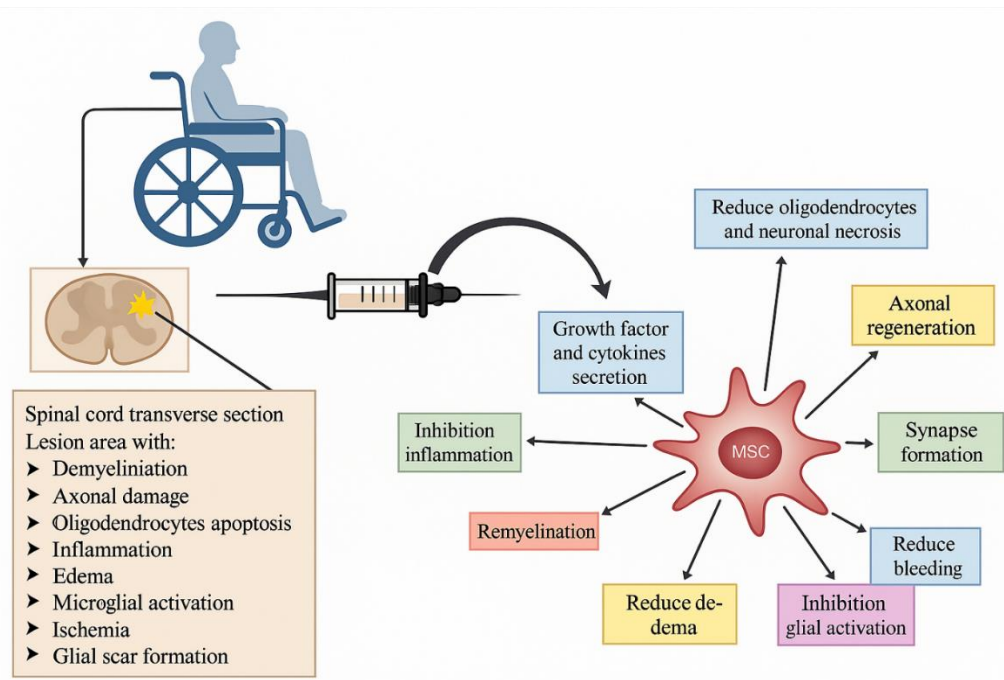 Reduce oligodendrocytes
and neuronal necrosis
Axonal
regeneration
Growth factor
and cytokines
secretion
Inhibition
inflammation
MSC
Synapse
formation
Remyelination
Reduce
bleeding
Reduce de-
dema
Inhibition
glial activation
Spinal cord transverse section
Lesion area with:
➤ Demyeliniation
➤ Axonal damage
➤ Oligodendrocytes apoptosis
➤ Inflammation
➤ Edema
➤ Microglial activation
➤ Ischemia
➤ Glial scar formation